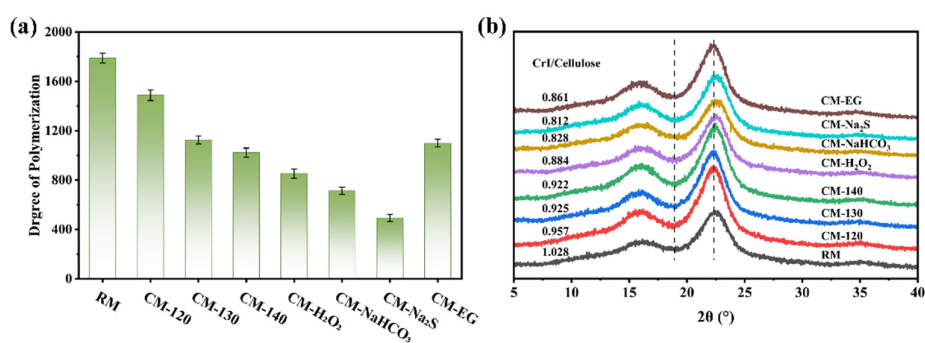 (a)
Drgree of Polymerization
2000
1600
1200
800
400
0
RM
CM-120
CM-130
CM-140
CM-H₂O₂
CM-NaHCO₃
CM-Na₂S
CM-EG
(b)
CrI/Cellulose
0.861
CM-EG
0.812
CM-Na₂S
0.828
CM-NaHCO₃
0.884
CM-H₂O₂
0.922
CM-140
0.925
CM-130
0.957
CM-120
1.028
RM
5 10 15 20 25 30 35 40
2θ (°)